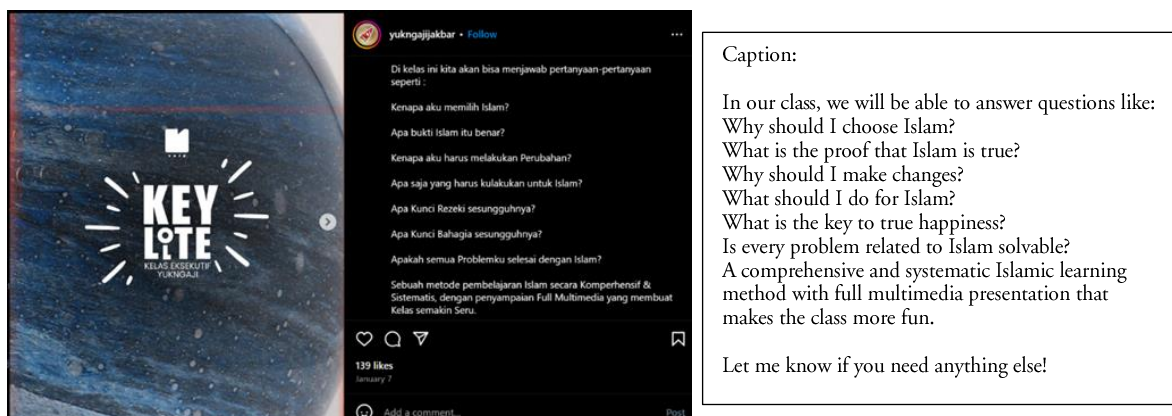 KEY
LITE
KELAS EKSEKUTIF
YUKNGAJI
yukngajijakbar • Follow
Di kelas ini kita akan bisa menjawab pertanyaan-pertanyaan
seperti :
Kenapa aku memilih Islam?
Apa bukti Islam itu benar?
Kenapa aku harus melakukan Perubahan?
Apa saja yang harus kulakukan untuk Islam?
Apa Kunci Rezeki sesungguhnya?
Apa Kunci Bahagia sesungguhnya?
Apakah semua Problemku selesai dengan Islam?
Sebuah metode pembelajaran Islam secara Komperhensif &
Sistematis, dengan penyampaian Full Multimedia yang membuat
Kelas semakin Seru.
139 likes
January 7
Add a comment...
Post
Caption:
In our class, we will be able to answer questions like:
Why should I choose Islam?
What is the proof that Islam is true?
Why should I make changes?
What should I do for Islam?
What is the key to true happiness?
Is every problem related to Islam solvable?
A comprehensive and systematic Islamic learning
method with full multimedia presentation that
makes the class more fun.
Let me know if you need anything else!